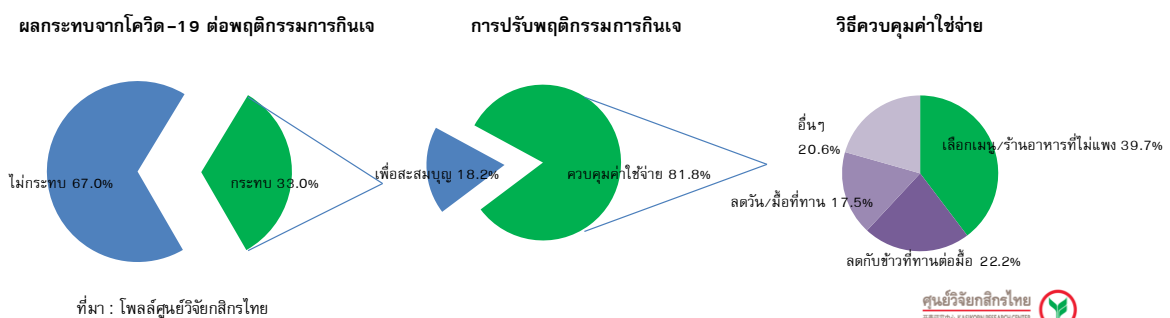 ผลกระทบจากโควิด-19 ต่อพฤติกรรมการกินเจ
การปรับพฤติกรรมการกินเจ
วิธีควบคุมค่าใช้จ่าย
ไม่กระทบ 67.0%
กระทบ 33.0%
เพื่อสะสมบุญ 18.2%
ควบคุมค่าใช้จ่าย 81.8%
อื่นๆ
20.6%
เลือกเมนู/ร้านอาหารที่ไม่แพง 39.7%
ลดวัน/มื้อที่ทาน 17.5%
ลดกับข้าวที่ทานต่อมื้อ 22.2%
ที่มา : โพลล์ศูนย์วิจัยกสิกรไทย
ศูนย์วิจัยกสิกรไทย